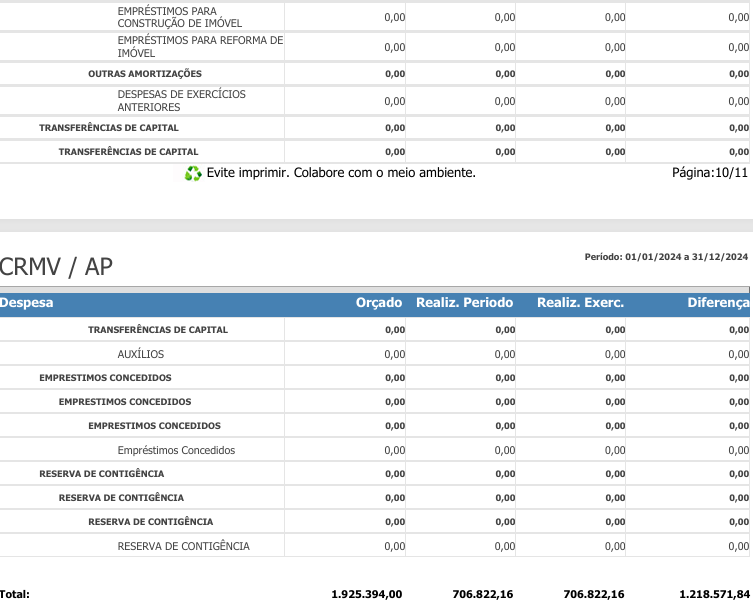 EMPRÉSTIMOS PARA
CONSTRUÇÃO DE IMÓVEL 0,00 0,00 0,00 0,00
EMPRÉSTIMOS PARA REFORMA DE
IMÓVEL 0,00 0,00 0,00 0,00
OUTRAS AMORTIZAÇÕES 0,00 0,00 0,00 0,00
DESPESAS DE EXERCÍCIOS
ANTERIORES 0,00 0,00 0,00 0,00
TRANSFERÊNCIAS DE CAPITAL 0,00 0,00 0,00 0,00
TRANSFERÊNCIAS DE CAPITAL 0,00 0,00 0,00 0,00
Evite imprimir. Colabore com o meio ambiente. Página:10/11
Período: 01/01/2024 a 31/12/2024
CRMV / AP
Despesa Orçado Realiz. Periodo Realiz. Exerc. Diferença
TRANSFERÊNCIAS DE CAPITAL 0,00 0,00 0,00 0,00
AUXÍLIOS 0,00 0,00 0,00 0,00
EMPRESTIMOS CONCEDIDOS 0,00 0,00 0,00 0,00
EMPRESTIMOS CONCEDIDOS 0,00 0,00 0,00 0,00
EMPRESTIMOS CONCEDIDOS 0,00 0,00 0,00 0,00
Empréstimos Concedidos 0,00 0,00 0,00 0,00
RESERVA DE CONTIGÊNCIA 0,00 0,00 0,00 0,00
RESERVA DE CONTIGÊNCIA 0,00 0,00 0,00 0,00
RESERVA DE CONTIGÊNCIA 0,00 0,00 0,00 0,00
RESERVA DE CONTIGÊNCIA 0,00 0,00 0,00 0,00
Total: 1.925.394,00 706.822,16 706.822,16 1.218.571,84